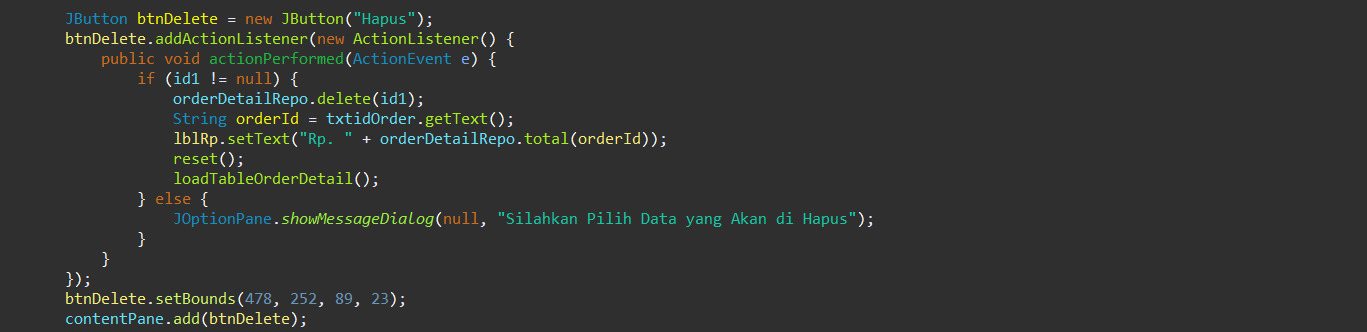 JButton btnDelete = new JButton("Hapus");
btnDelete.addActionListener(new ActionListener() {
    public void actionPerformed(ActionEvent e) {
        if (id1 != null) {
            orderDetailRepo.delete(id1);
            String orderId = txtidOrder.getText();
            lblRp.setText("Rp. " + orderDetailRepo.total(orderId));
            reset();
            loadTableOrderDetail();
        } else {
            JOptionPane.showMessageDialog(null, "Silahkan Pilih Data yang Akan di Hapus");
        }
    }
});
btnDelete.setBounds(478, 252, 89, 23);
contentPane.add(btnDelete);